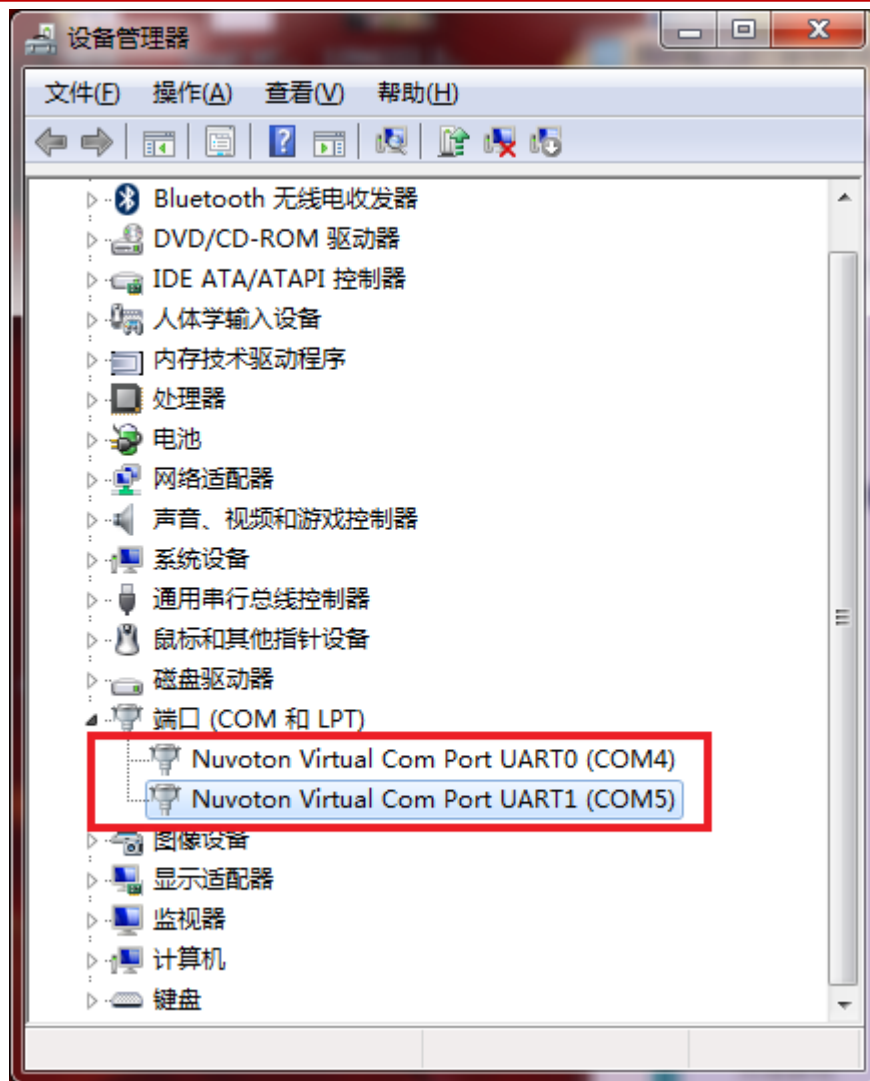 设备管理器
文件(F) 操作(A) 查看(V) 帮助(H)
Bluetooth 无线电收发器
DVD/CD-ROM 驱动器
IDE ATA/ATAPI 控制器
人体学输入设备
内存技术驱动程序
处理器
电池
网络适配器
声音、视频和游戏控制器
系统设备
通用串行总线控制器
鼠标和其他指针设备
磁盘驱动器
端口 (COM 和 LPT)
Nuvoton Virtual Com Port UART0 (COM4)
Nuvoton Virtual Com Port UART1 (COM5)
图像设备
显示适配器
监视器
计算机
键盘